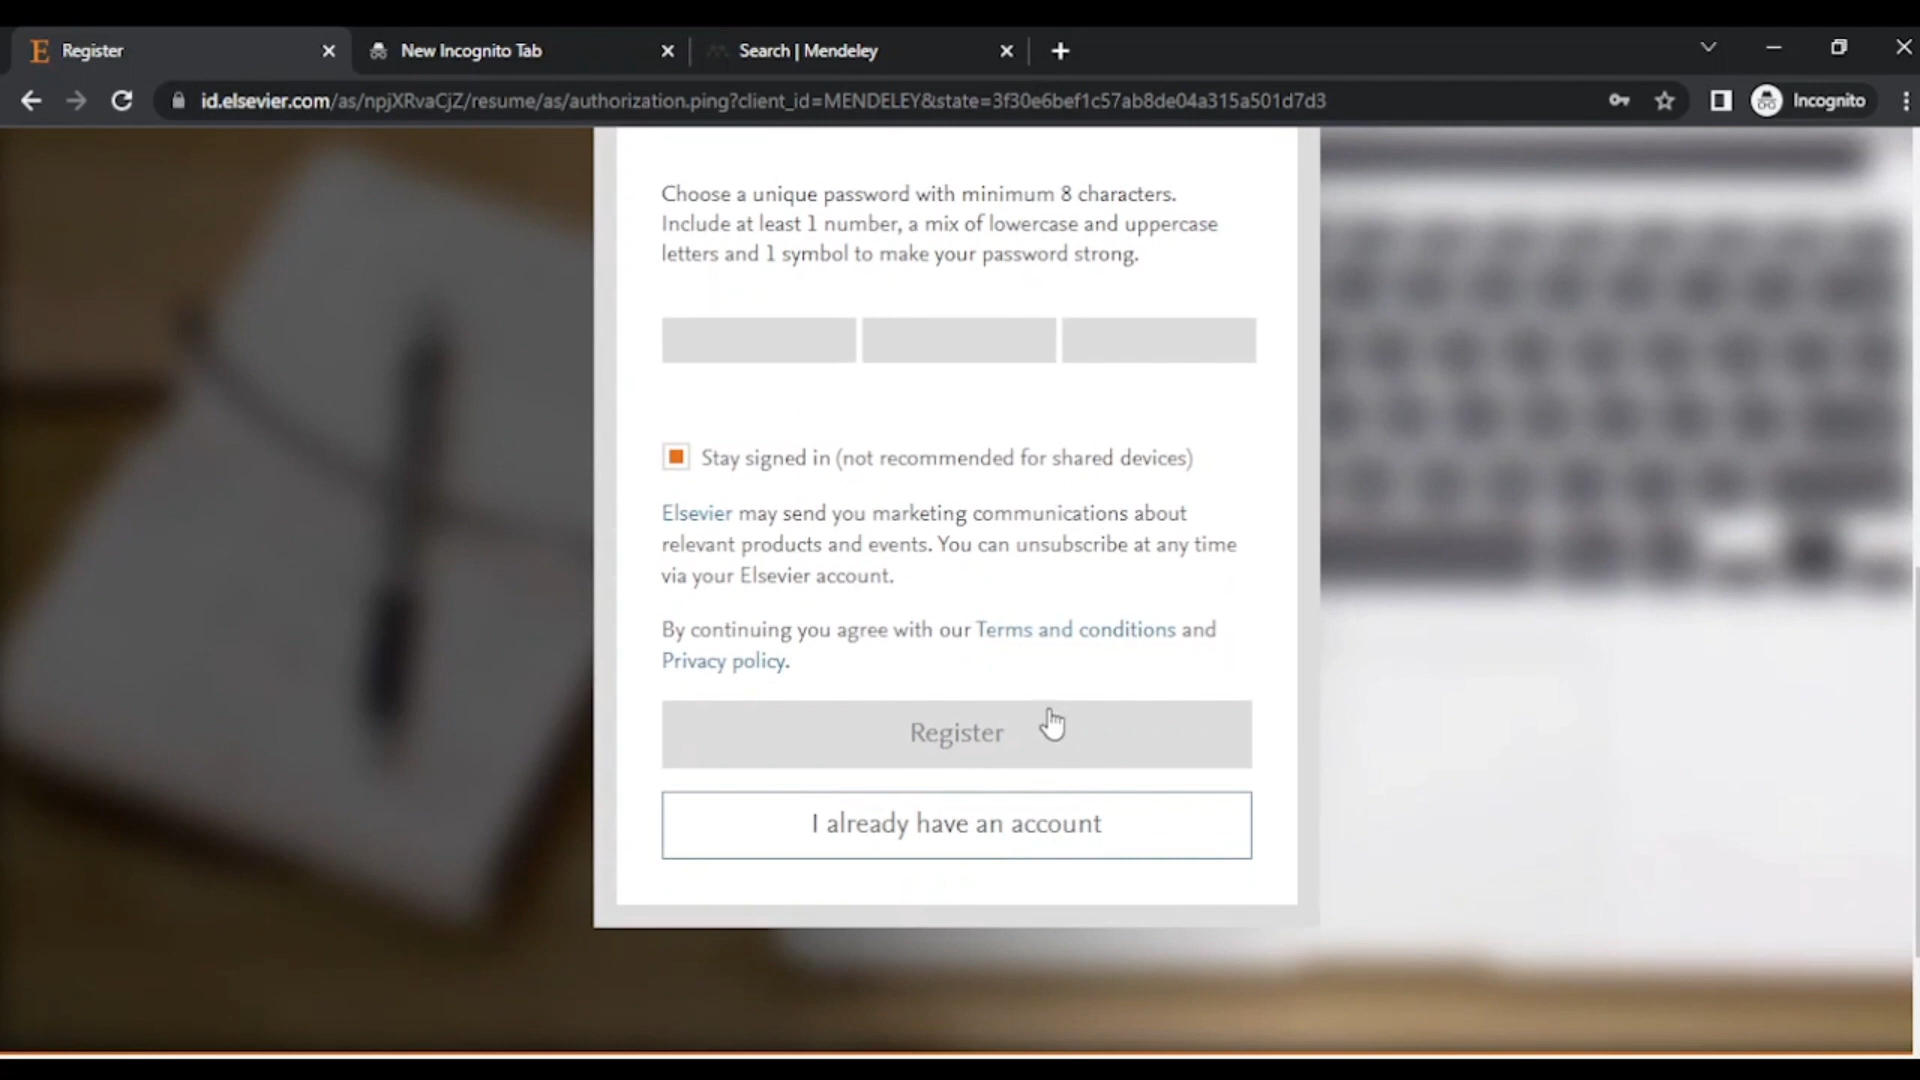 Register
New Incognito Tab
Search | Mendeley
id.elsevier.com/as/npjXRvaCjZ/resume/as/authorization.ping?client_id=MENDELEY&state=3f30e6bef1c57ab8de04a315a501d7d3
Incognito
Choose a unique password with minimum 8 characters.
Include at least 1 number, a mix of lowercase and uppercase
letters and 1 symbol to make your password strong.
Stay signed in (not recommended for shared devices)
Elsevier may send you marketing communications about
relevant products and events. You can unsubscribe at any time
via your Elsevier account.
By continuing you agree with our Terms and conditions and
Privacy policy.
Register
I already have an account